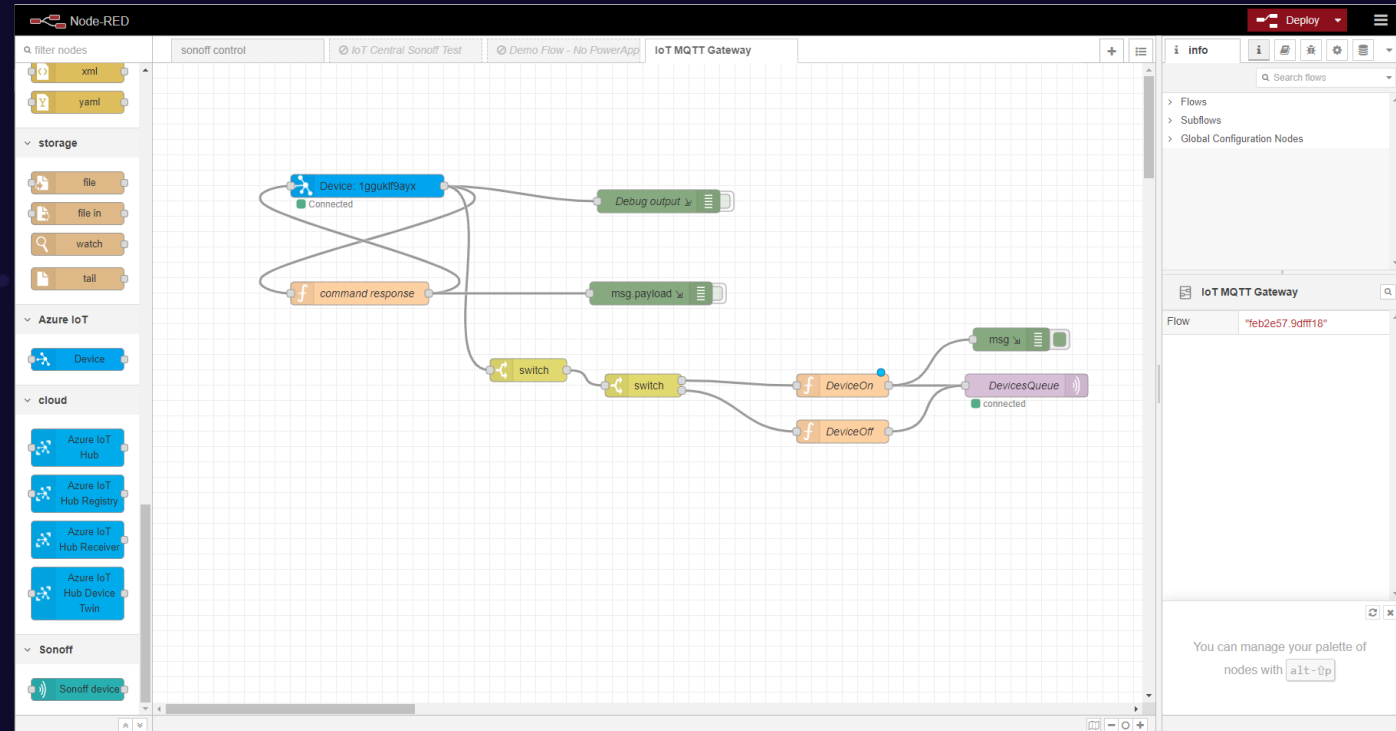 Node-RED
Deploy
filter nodes
sonoff control
IoT Central Sonoff Test
Demo Flow - No PowerApp
IoT MQTT Gateway
info
xml
yaml
storage
file
file in
watch
tail
Azure IoT
Device
cloud
Azure IoT
Hub
Azure IoT
Hub Registry
Azure IoT
Hub Receiver
Azure IoT
Hub Device
Twin
Sonoff
Sonoff device
Device: 1gguklf9ayx
Connected
Debug output
command response
msg.payload
switch
switch
msg
DeviceOn
DevicesQueue
connected
DeviceOff
Search flows
Flows
Subflows
Global Configuration Nodes
IoT MQTT Gateway
Flow
"feb2e57.9dfff18"
You can manage your palette of
nodes with alt-⇧p